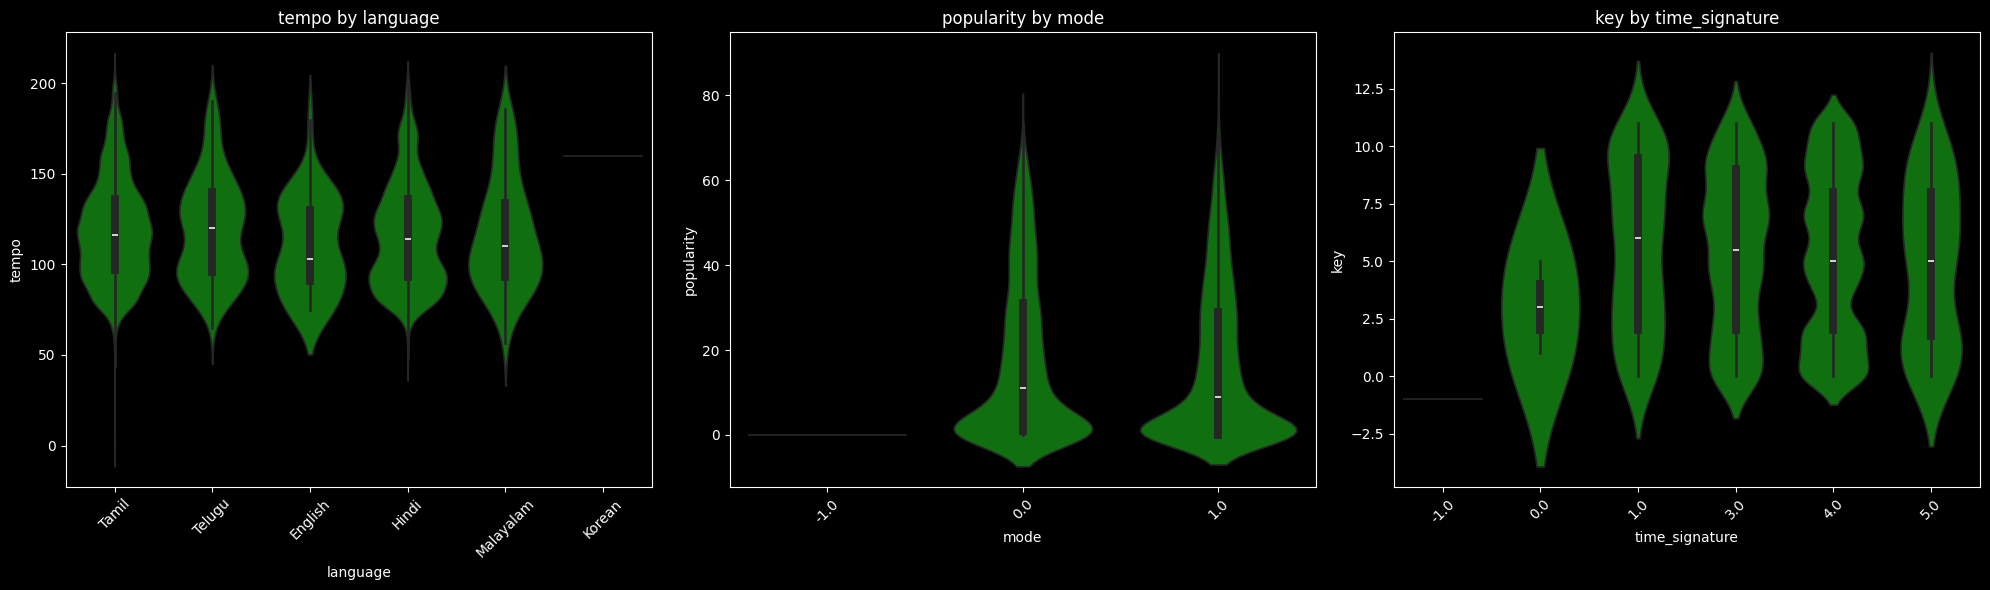 tempo by language
tempo
200
150
100
50
0
Tamil
Telugu
English
Hindi
Malayalam
Korean
language
popularity by mode
popularity
80
60
40
20
0
-1.0
0.0
1.0
mode
key by time_signature
key
12.5
10.0
7.5
5.0
2.5
0.0
−2.5
-1.0
0.0
1.0
3.0
4.0
5.0
time_signature